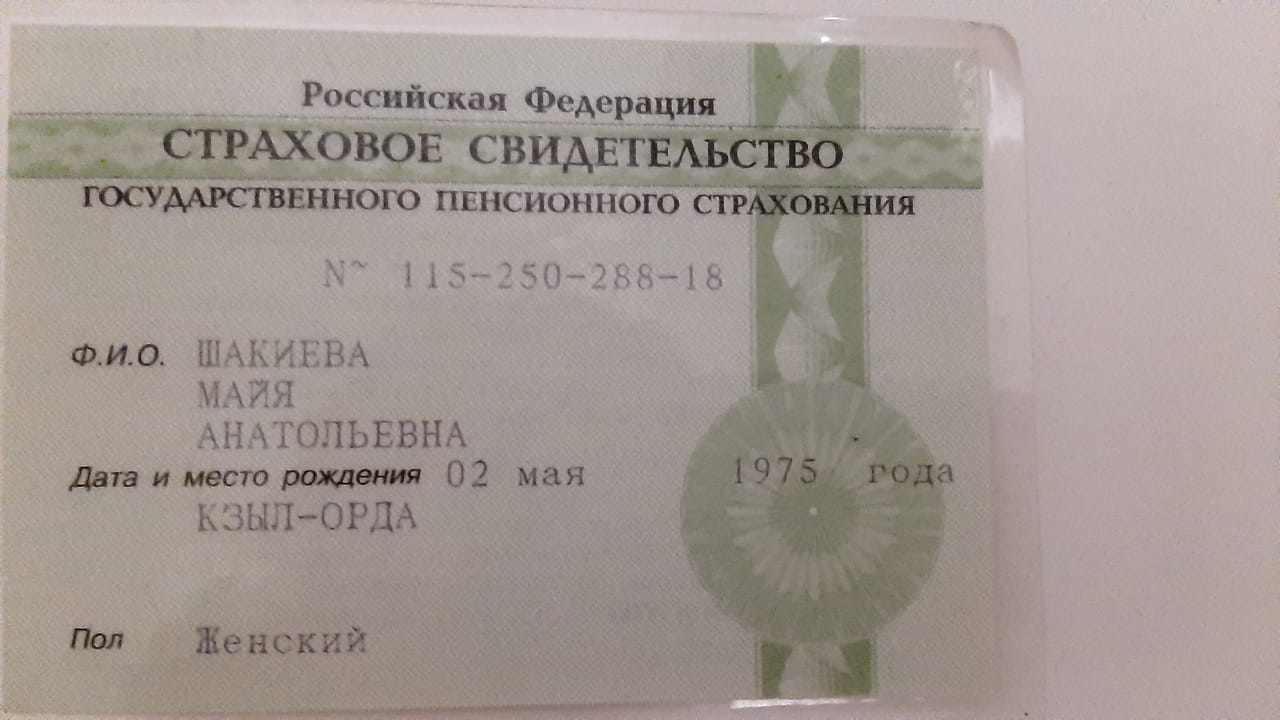 Российская Федерация
СТРАХОВОЕ СВИДЕТЕЛЬСТВО
ГОСУДАРСТВЕННОГО ПЕНСИОННОГО СТРАХОВАНИЯ
N~ 115-250-288-18
Ф.И.О. ШАКИЕВА
МАЙЯ
АНАТОЛЬЕВНА
Дата и место рождения 02 мая 1975 года
КЗЫЛ-ОРДА
Пол Женский